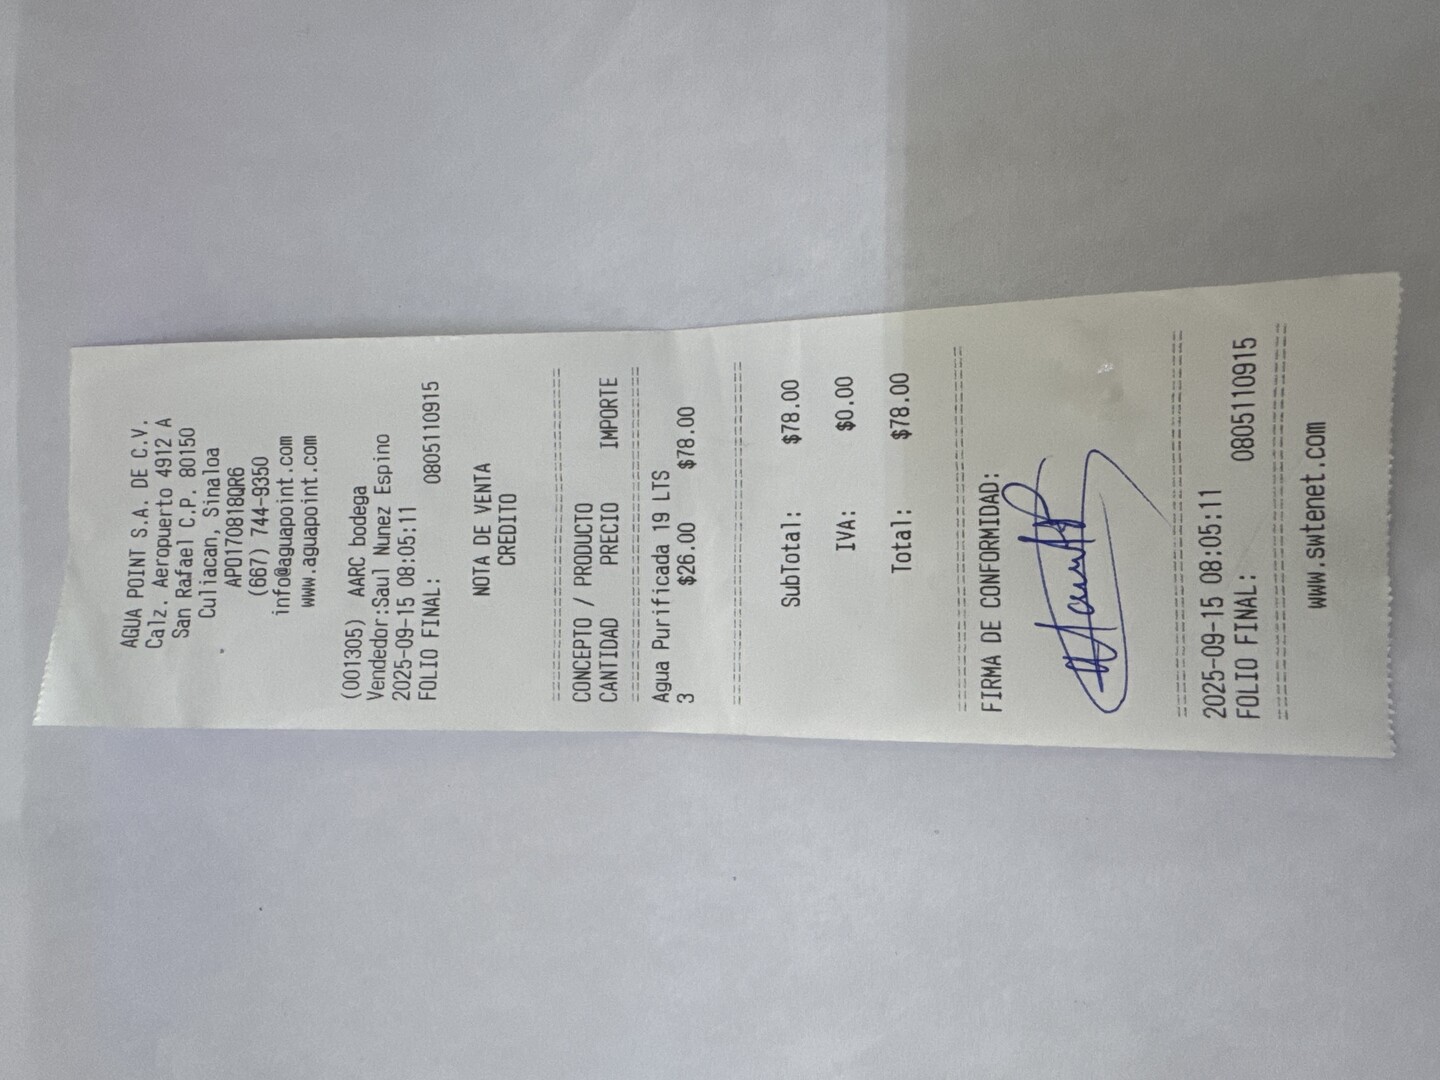 AGUA POINT S.A. DE C.V.
Calz. Aeropuerto 4912 A
San Rafael C.P. 80150
Culiacan, Sinaloa
APO170818QR6
(667) 744-9350
info@aguapoint.com
www.aguapoint.com
(001305) AARC bodega
Vendedor:Saul Nunez Espino
2025-09-15 08:05:11
FOLIO FINAL: 0805110915
NOTA DE VENTA
CREDITO
CONCEPTO / PRODUCTO
CANTIDAD PRECIO IMPORTE
Agua Purificada 19 LTS
3 $26.00 $78.00
SubTotal: $78.00
IVA: $0.00
Total: $78.00
FIRMA DE CONFORMIDAD:
2025-09-15 08:05:11
FOLIO FINAL: 0805110915
www.swtenet.com